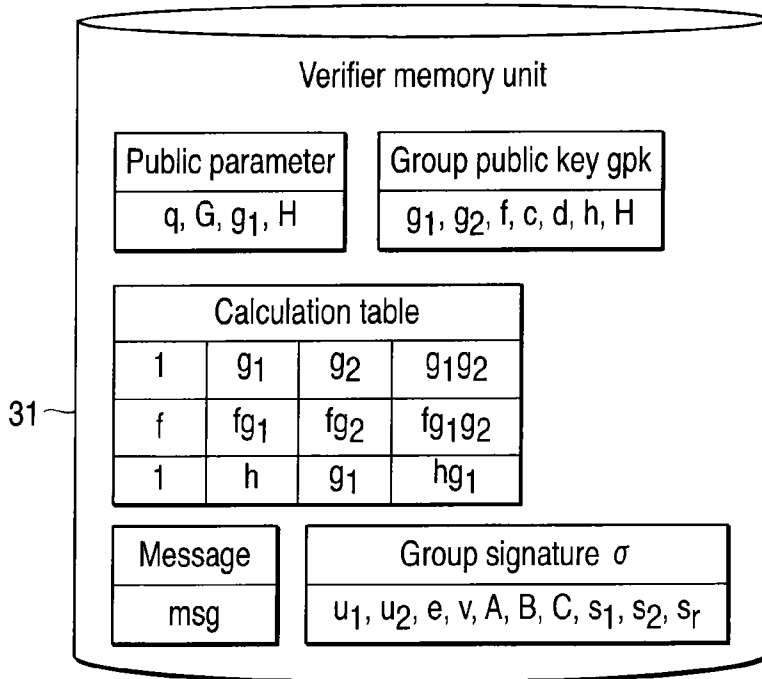 Verifier memory unit
Public parameter
q, G, g1, H
Group public key gpk
g1, g2, f, c, d, h, H
Calculation table
1 g1 g2 g1g2
f fg1 fg2 fg1g2
1 h g1 hg1
31
Message
msg
Group signature σ
u1, u2, e, v, A, B, C, s1, s2, sr